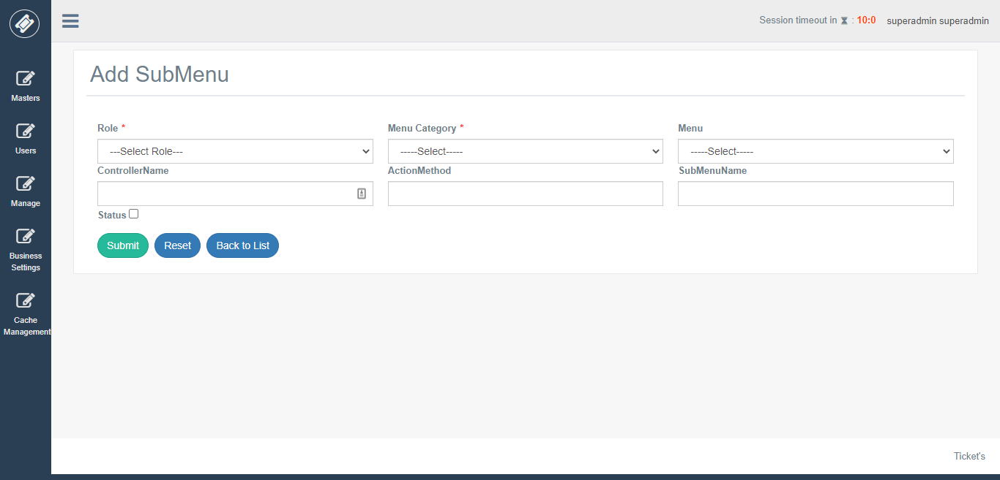 Session timeout in : 10:0 superadmin superadmin
Masters
Users
Manage
Business
Settings
Cache
Management
Add SubMenu
Role * Menu Category * Menu
---Select Role--- -----Select----- -----Select-----
ControllerName ActionMethod SubMenuName
Status
Submit Reset Back to List
Ticket's